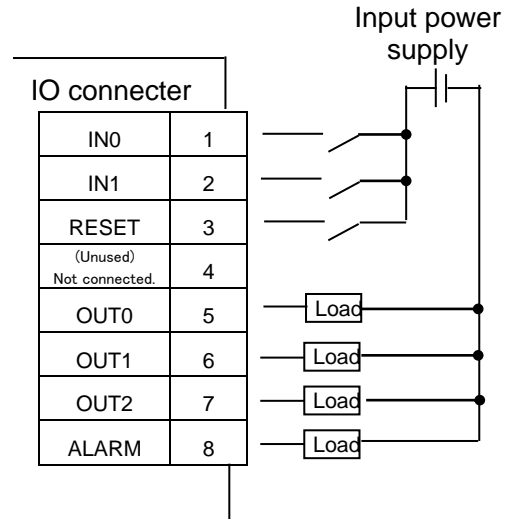 Input power
supply
IO connecter
IN0 1
IN1 2
RESET 3
(Unused)
Not connected. 4
OUT0 5
OUT1 6
OUT2 7
ALARM 8
Load
Load
Load
Load